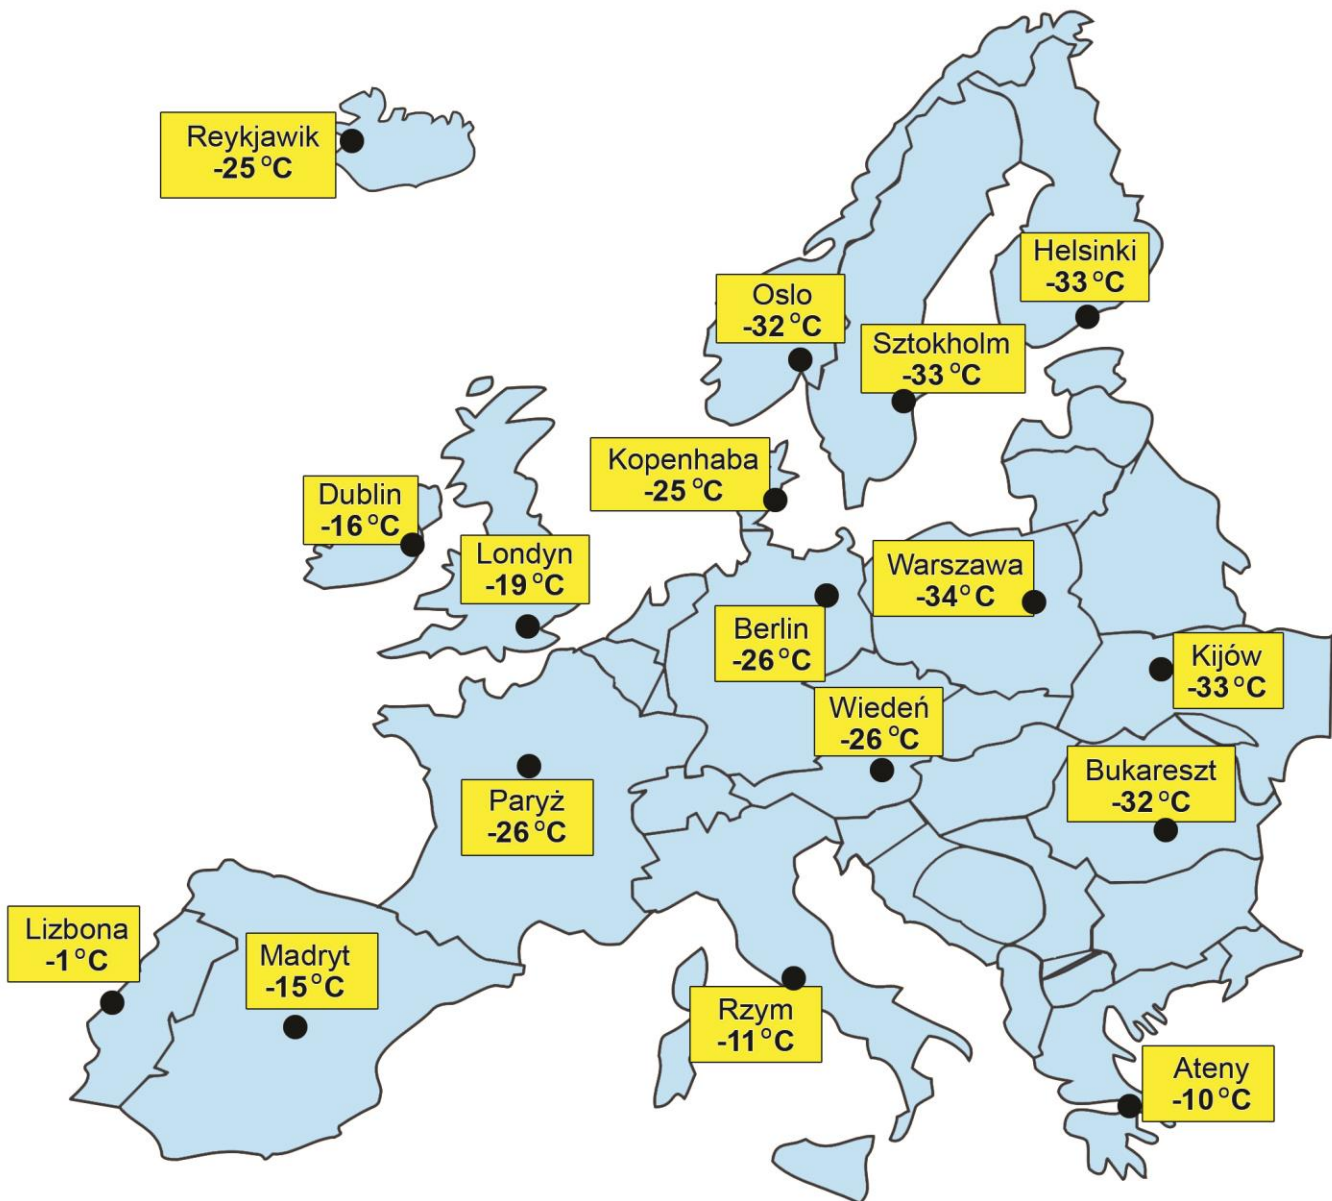 Reykjawik
-25 °C
Helsinki
-33 °C
Oslo
-32 °C
Sztokholm
-33 °C
Kopenhaba
-25 °C
Dublin
-16 °C
Londyn
-19 °C
Warszawa
-34 °C
Berlin
-26 °C
Kijów
-33 °C
Wiedeń
-26 °C
Bukareszt
-32 °C
Paryż
-26 °C
Lizbona
-1 °C
Madryt
-15 °C
Rzym
-11 °C
Ateny
-10 °C